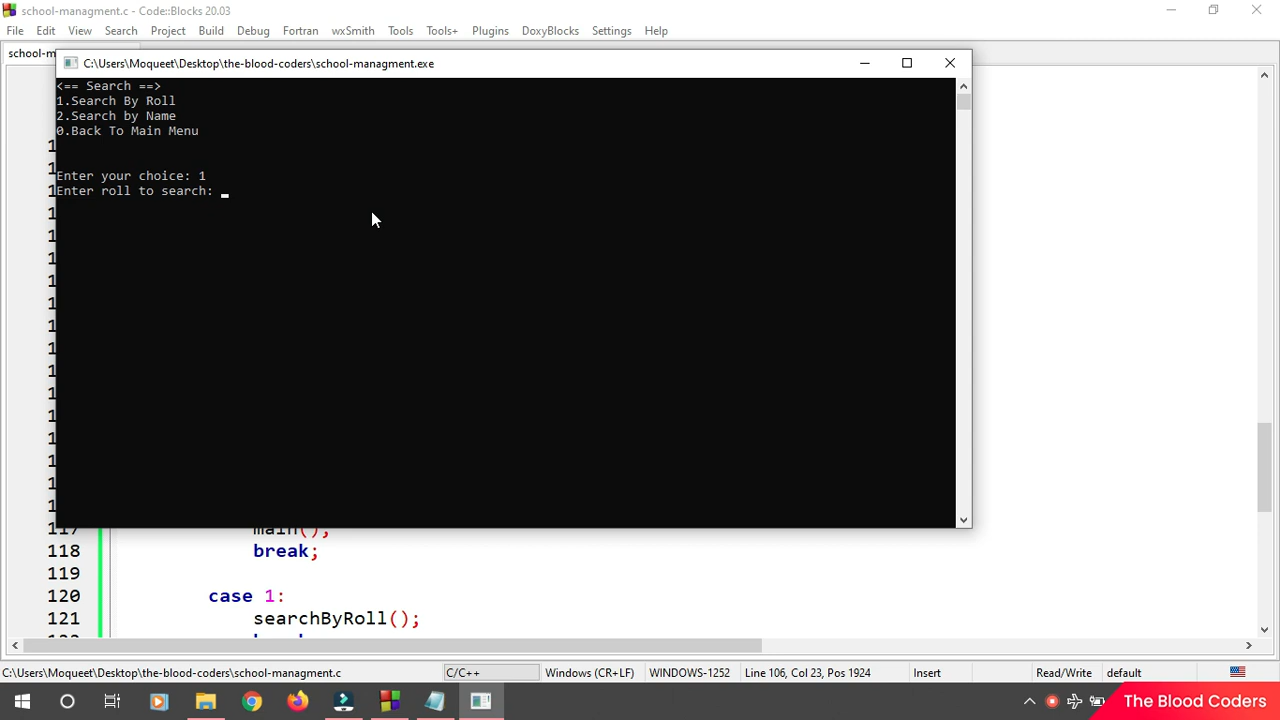 school-managment.c - Code::Blocks 20.03
File Edit View Search Project Build Debug Fortran wxSmith Tools Tools+ Plugins DoxyBlocks Settings Help
C:\Users\Moqueet\Desktop\the-blood-coders\school-managment.exe
<== Search ==>
1.Search By Roll
2.Search by Name
0.Back To Main Menu
Enter your choice: 1
Enter roll to search: _
main();
118 break;
119
120 case 1:
121 searchByRoll();
C:\Users\Moqueet\Desktop\the-blood-coders\school-managment.c C/C++ Windows (CR+LF) WINDOWS-1252 Line 106, Col 23, Pos 1924 Insert Read/Write default
The Blood Coders